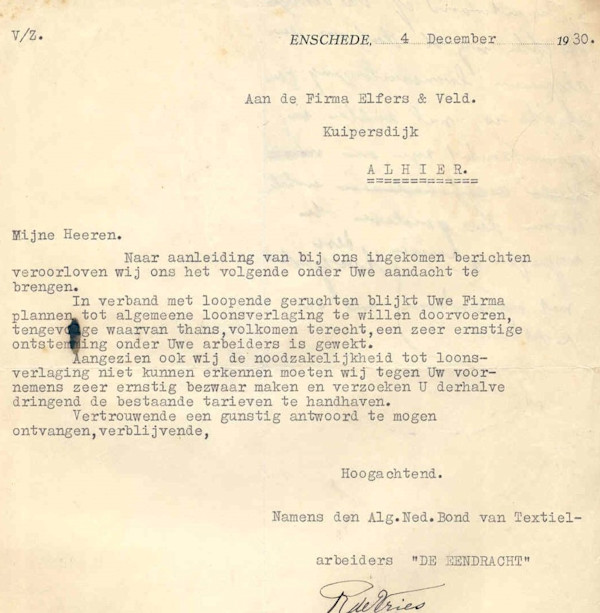 V/Z.
ENSCHEDE, 4 December 1930.
Aan de Firma Elfers & Veld.
Kuipersdijk
ALHIER.
Mijne Heeren.
Naar aanleiding van bij ons ingekomen berichten
veroorloven wij ons het volgende onder Uwe aandacht te
brengen.
In verband met loopende geruchten blijkt Uwe Firma
plannen tot algemeene loonsverlaging te willen doorvoeren,
tengevolge waarvan thans,volkomen terecht,een zeer ernstige
ontstemming onder Uwe arbeiders is gewekt.
Aangezien ook wij de noodzakelijkheid tot loons-
verlaging niet kunnen erkennen moeten wij tegen Uw voor-
nemens zeer ernstig bezwaar maken en verzoeken U derhalve
dringend de bestaande tarieven te handhaven.
Vertrouwende een gunstig antwoord te mogen
ontvangen,verblijvende,
Hoogachtend.
Namens den Alg.Ned.Bond van Textiel-
arbeiders "DE EENDRACHT"
R de Vries